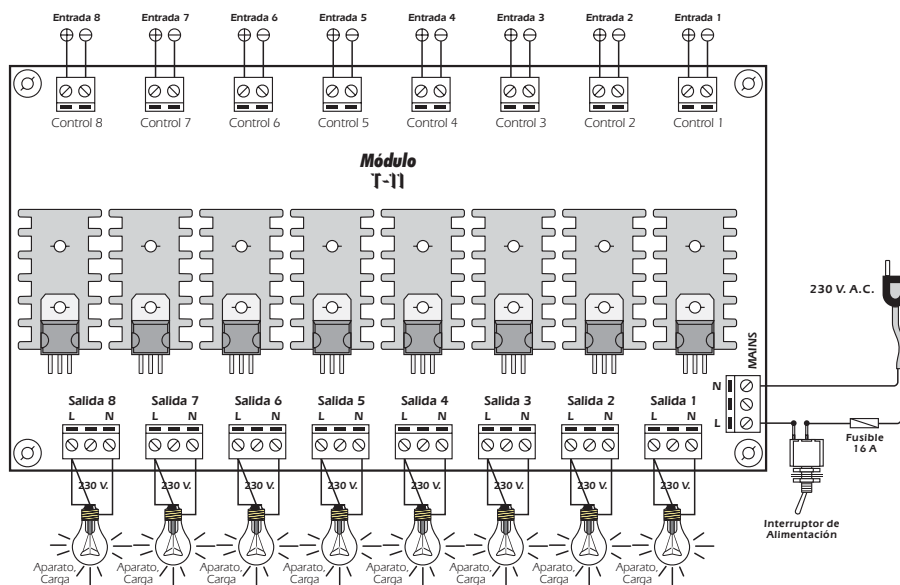 Entrada 8 Entrada 7 Entrada 6 Entrada 5 Entrada 4 Entrada 3 Entrada 2 Entrada 1
Control 8 Control 7 Control 6 Control 5 Control 4 Control 3 Control 2 Control 1
Módulo
T-11
230 V. A.C.
MAINS
N
L
Fusible
16 A
Interruptor de
Alimentación
Salida 8 Salida 7 Salida 6 Salida 5 Salida 4 Salida 3 Salida 2 Salida 1
L N L N L N L N L N L N L N L N
230 V. 230 V. 230 V. 230 V. 230 V. 230 V. 230 V. 230 V.
Aparato, Aparato, Aparato, Aparato, Aparato, Aparato, Aparato, Aparato,
Carga Carga Carga Carga Carga Carga Carga Carga